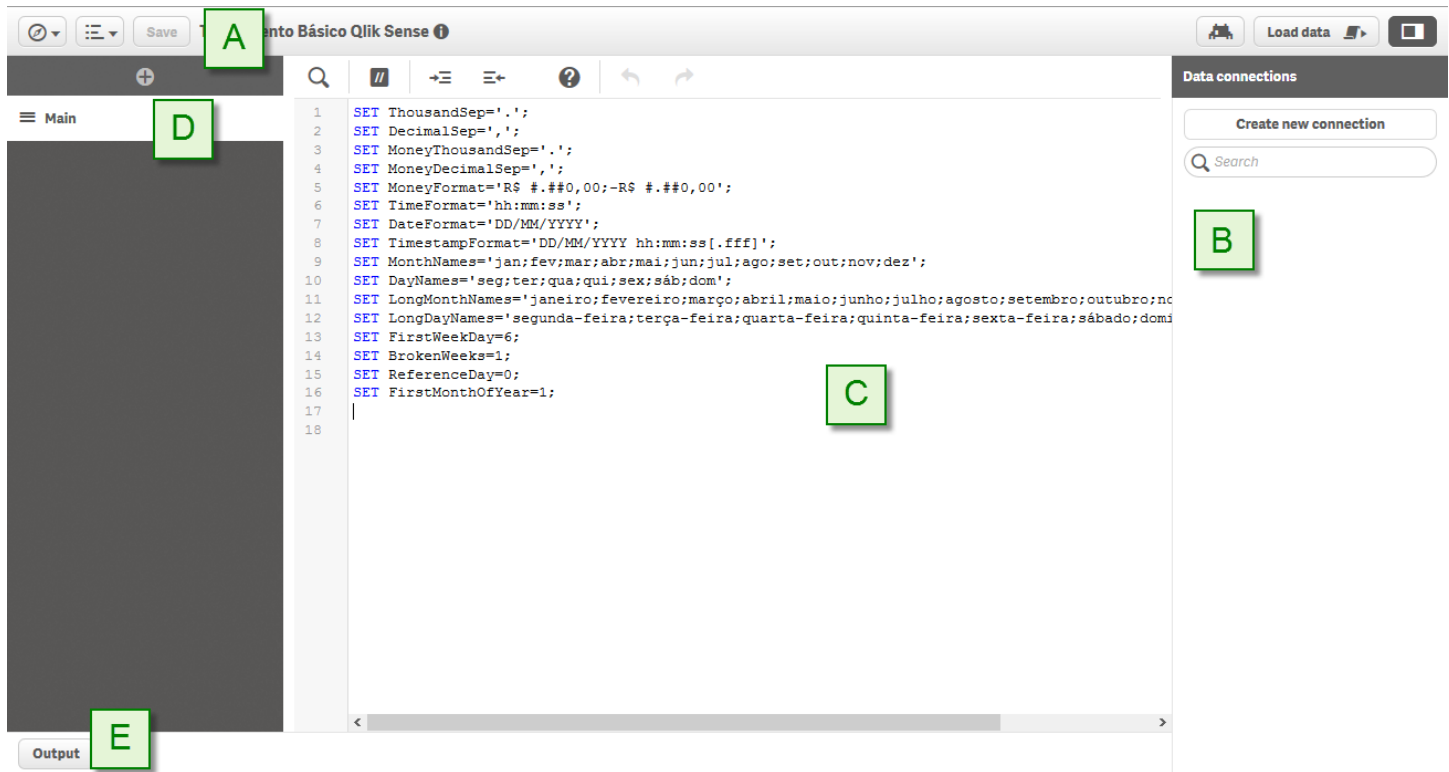 Save
A
ento Básico Qlik Sense
Load data
D
Main
//
Data connections
Create new connection
Search
B
1 SET ThousandSep='.';
2 SET DecimalSep=',';
3 SET MoneyThousandSep='.';
4 SET MoneyDecimalSep=',';
5 SET MoneyFormat='R$ #.##0,00;-R$ #.##0,00';
6 SET TimeFormat='hh:mm:ss';
7 SET DateFormat='DD/MM/YYYY';
8 SET TimestampFormat='DD/MM/YYYY hh:mm:ss[.fff]';
9 SET MonthNames='jan;fev;mar;abr;mai;jun;jul;ago;set;out;nov;dez';
10 SET DayNames='seg;ter;qua;qui;sex;sáb;dom';
11 SET LongMonthNames='janeiro;fevereiro;março;abril;maio;junho;julho;agosto;setembro;outubro;no
12 SET LongDayNames='segunda-feira;terça-feira;quarta-feira;quinta-feira;sexta-feira;sábado;domi
13 SET FirstWeekDay=6;
14 SET BrokenWeeks=1;
15 SET ReferenceDay=0;
16 SET FirstMonthOfYear=1;
17
18
C
Output
E